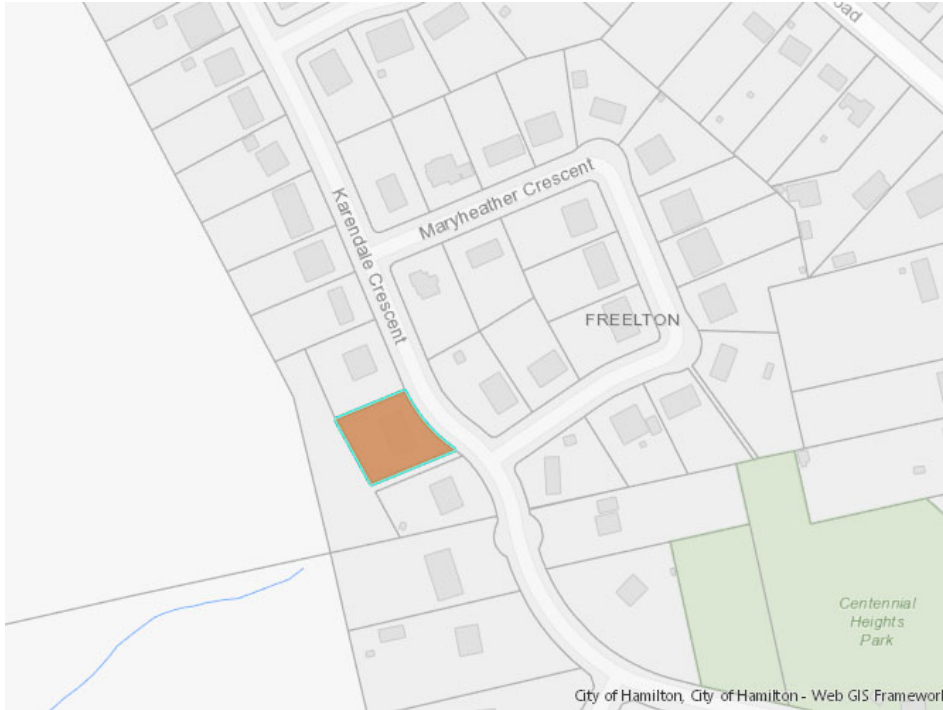 oad
Karendale Crescent
Maryheather Crescent
FREELTON
Centennial
Heights
Park
City of Hamilton, City of Hamilton - Web GIS Framework